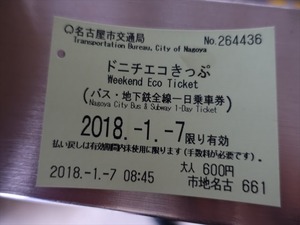 名古屋市交通局 No.264436
Transportation Bureau, City of Nagoya
ドニチエコきっぷ
Weekend Eco Ticket
(バス・地下鉄全線一日乗車券)
Nagoya City Bus & Subway 1-Day Ticket
2018.-1.-7限り有効
払い戻しは有効期間内未使用に限ります(手数料が必要です)。
大人 600円
2018.-1.-7 08:45 市地名古 661